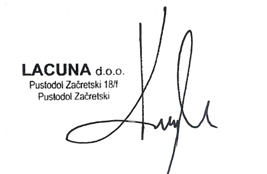 LACUNA d.o.o.
Pustodol Začretski 18/f
Pustodol Začretski